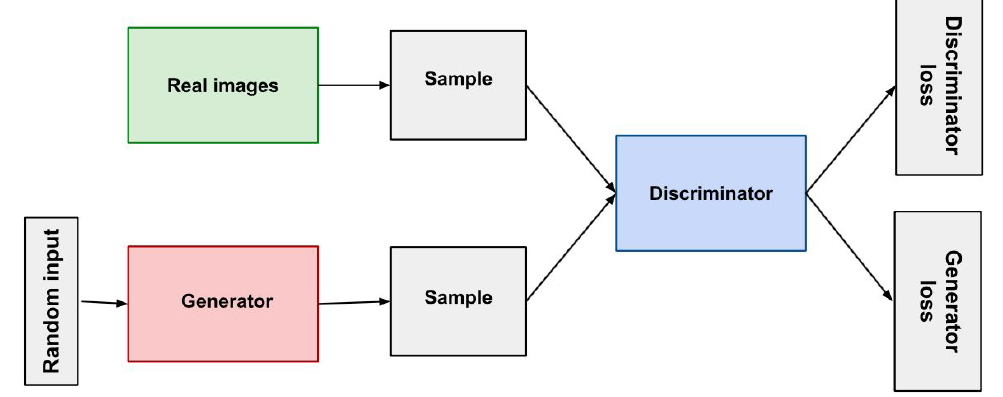 Real images
Sample
Discriminator
loss
Discriminator
Random input
Generator
Sample
Generator
loss